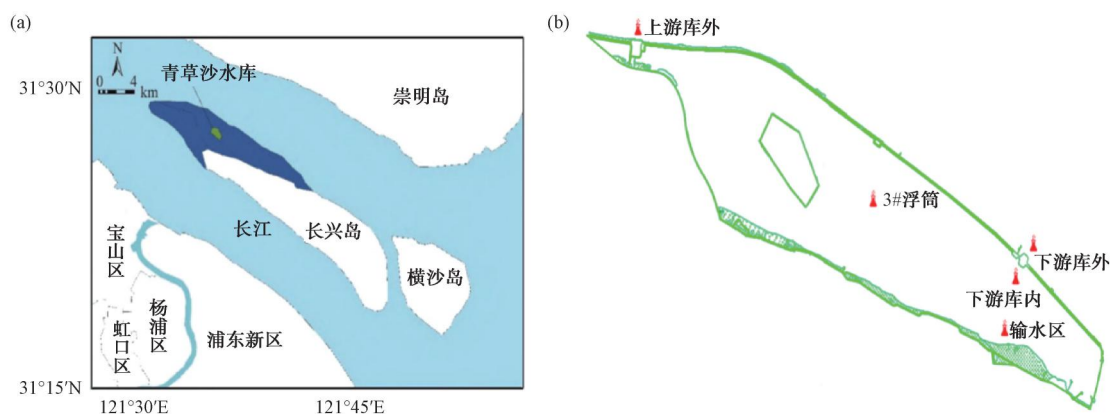 (a)
N
0 4
km
31°30′N
31°15′N
121°30′E
121°45′E
青草沙水库
崇明岛
长江
长兴岛
横沙岛
宝山区
杨浦区
虹口区
浦东新区
(b)
上游库外
3#浮筒
下游库外
下游库内
输水区